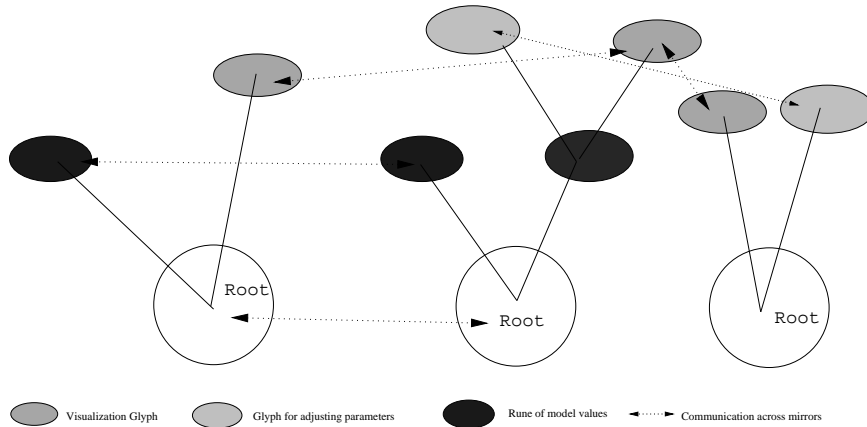 Root
Root
Root
Visualization Glyph
Glyph for adjusting parameters
Rune of model values
Communication across mirrors